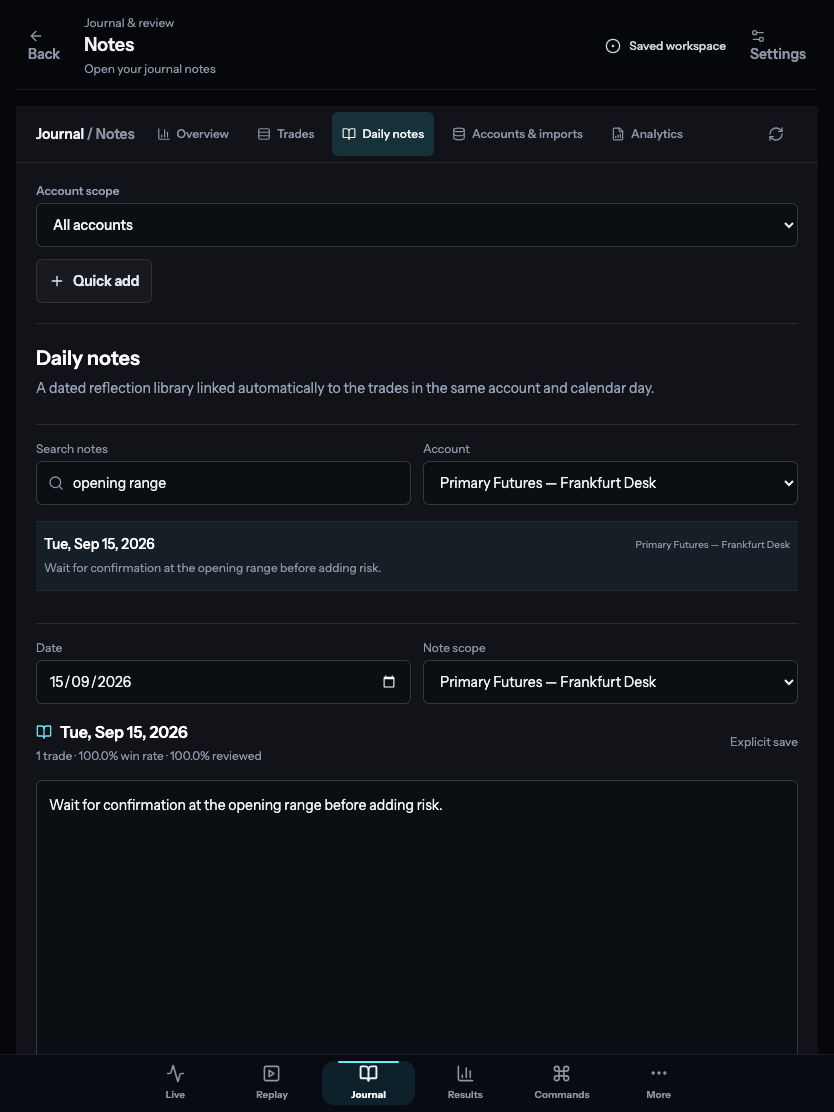 Back
Journal & review
Notes
Open your journal notes
Saved workspace
Settings
Journal / Notes
Overview
Trades
Daily notes
Accounts & imports
Analytics
Account scope
All accounts
Quick add
Daily notes
A dated reflection library linked automatically to the trades in the same account and calendar day.
Search notes
Account
opening range
Primary Futures — Frankfurt Desk
Tue, Sep 15, 2026
Primary Futures — Frankfurt Desk
Wait for confirmation at the opening range before adding risk.
Date
Note scope
15/09/2026
Primary Futures — Frankfurt Desk
Tue, Sep 15, 2026
1 trade · 100.0% win rate · 100.0% reviewed
Explicit save
Wait for confirmation at the opening range before adding risk.
Live
Replay
Journal
Results
Commands
More